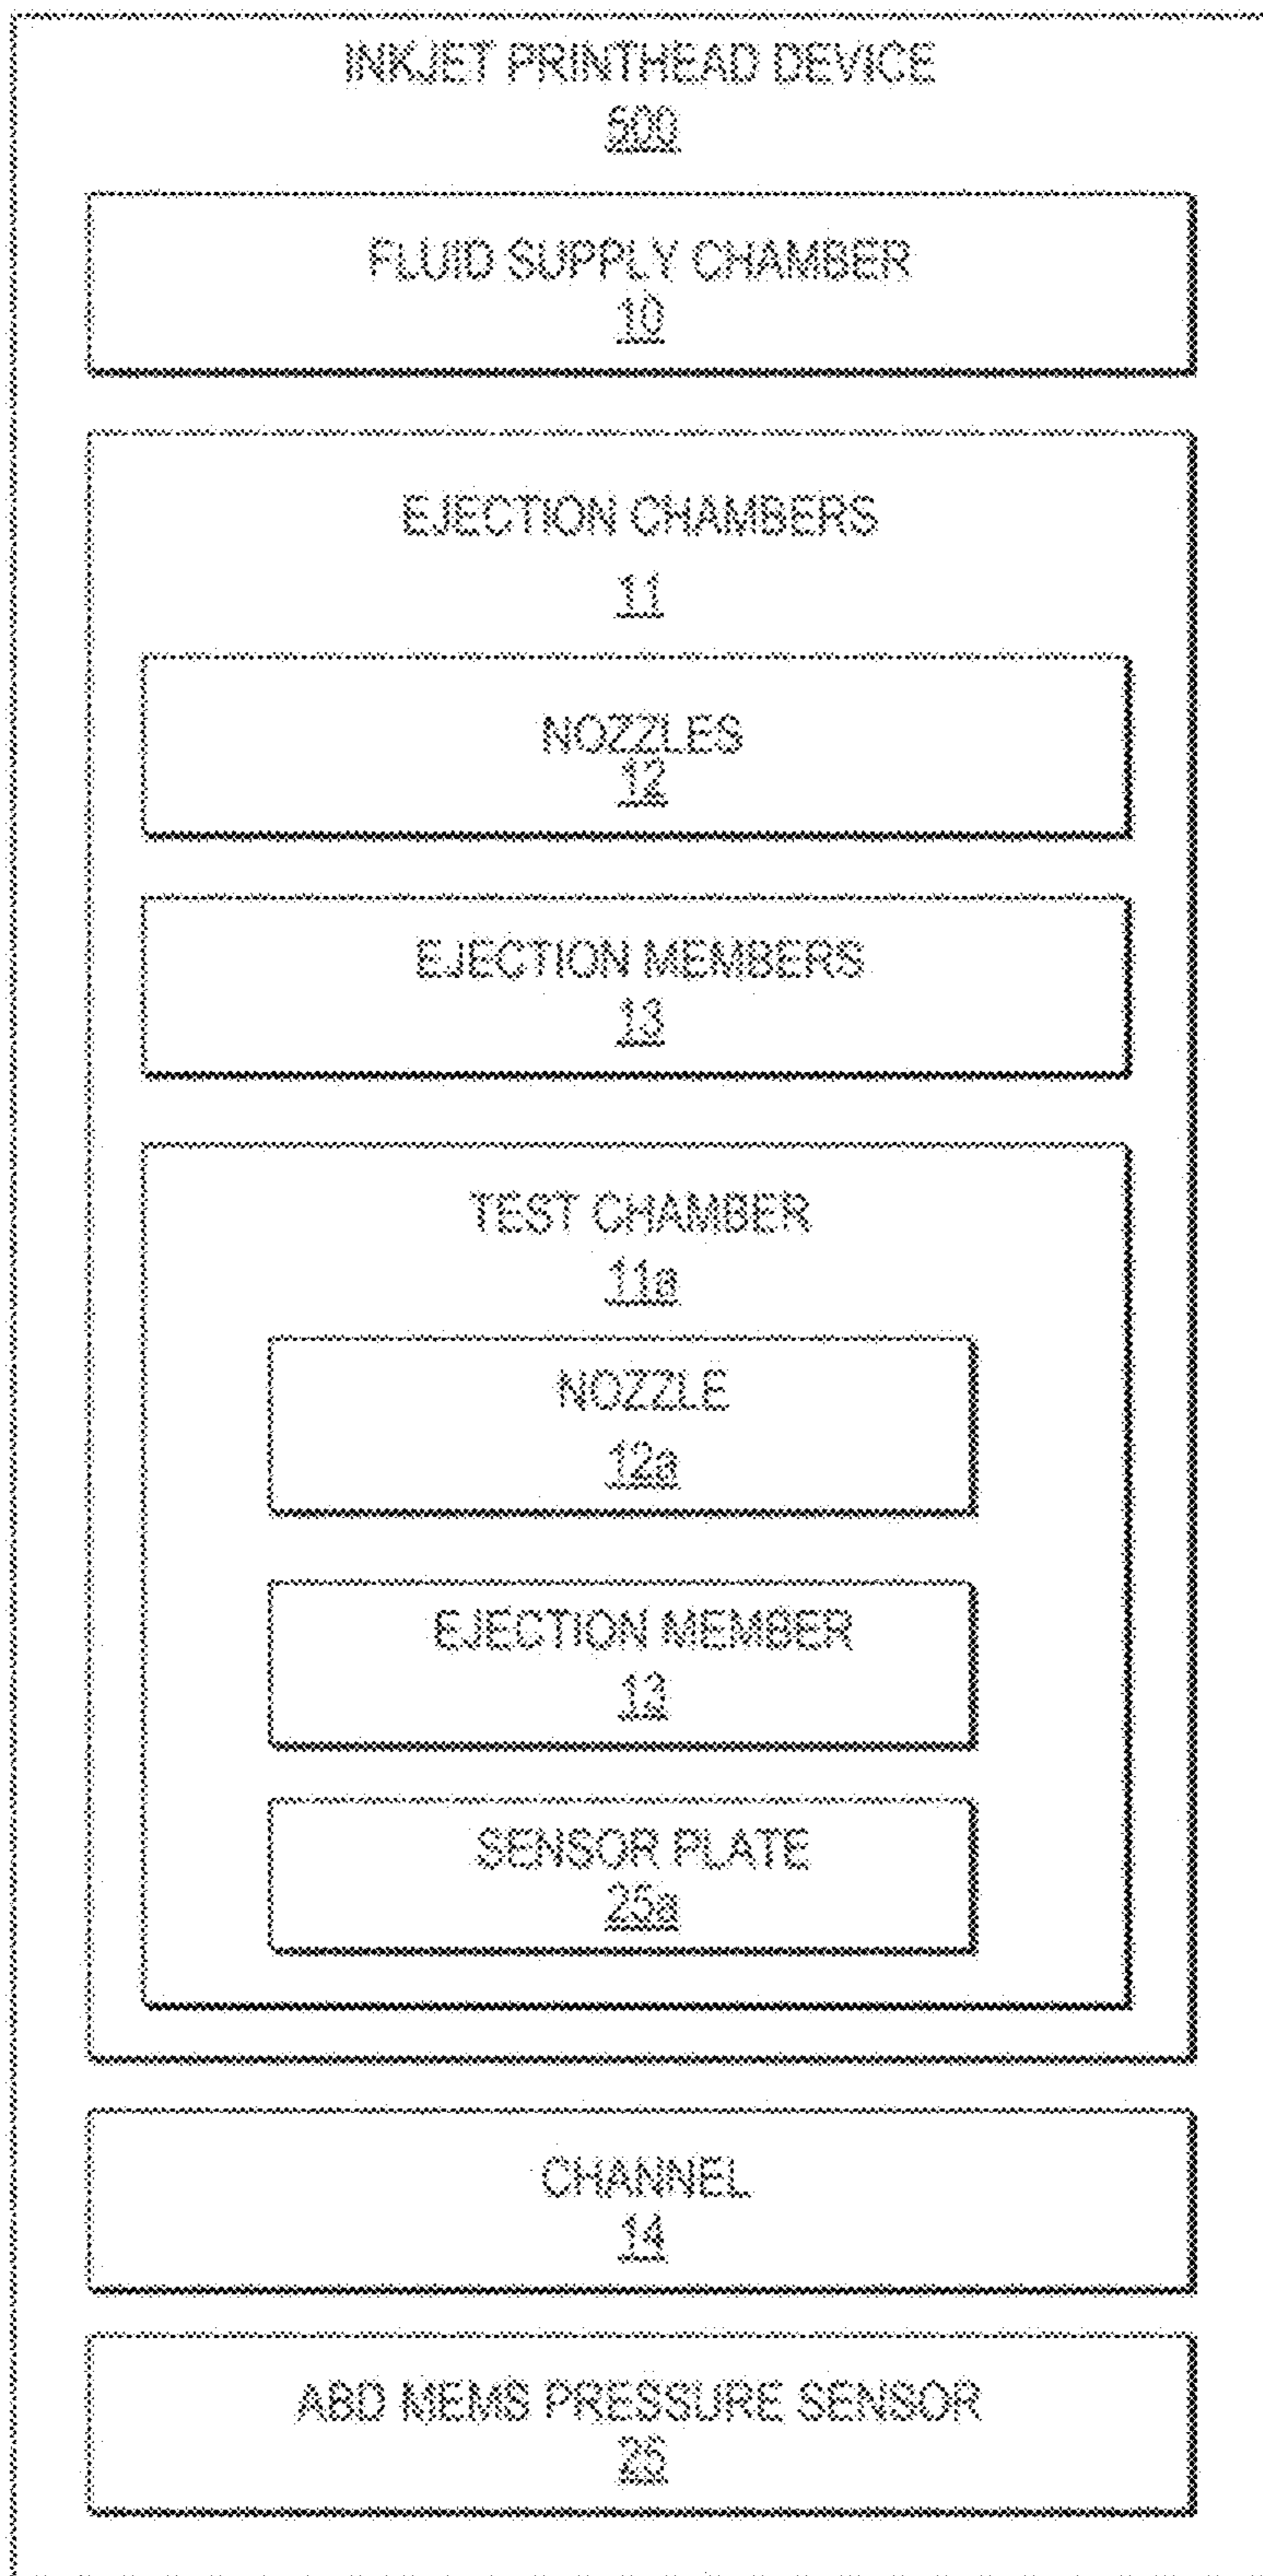 INKJET PRINTHEAD DEVICE
500
FLUID SUPPLY CHAMBER
10
EJECTION CHAMBERS
11
NOZZLES
12
EJECTION MEMBERS
13
TEST CHAMBER
11a
NOZZLE
12a
EJECTION MEMBER
13
SENSOR PLATE
25a
CHANNEL
14
ABD MEMS PRESSURE SENSOR
25